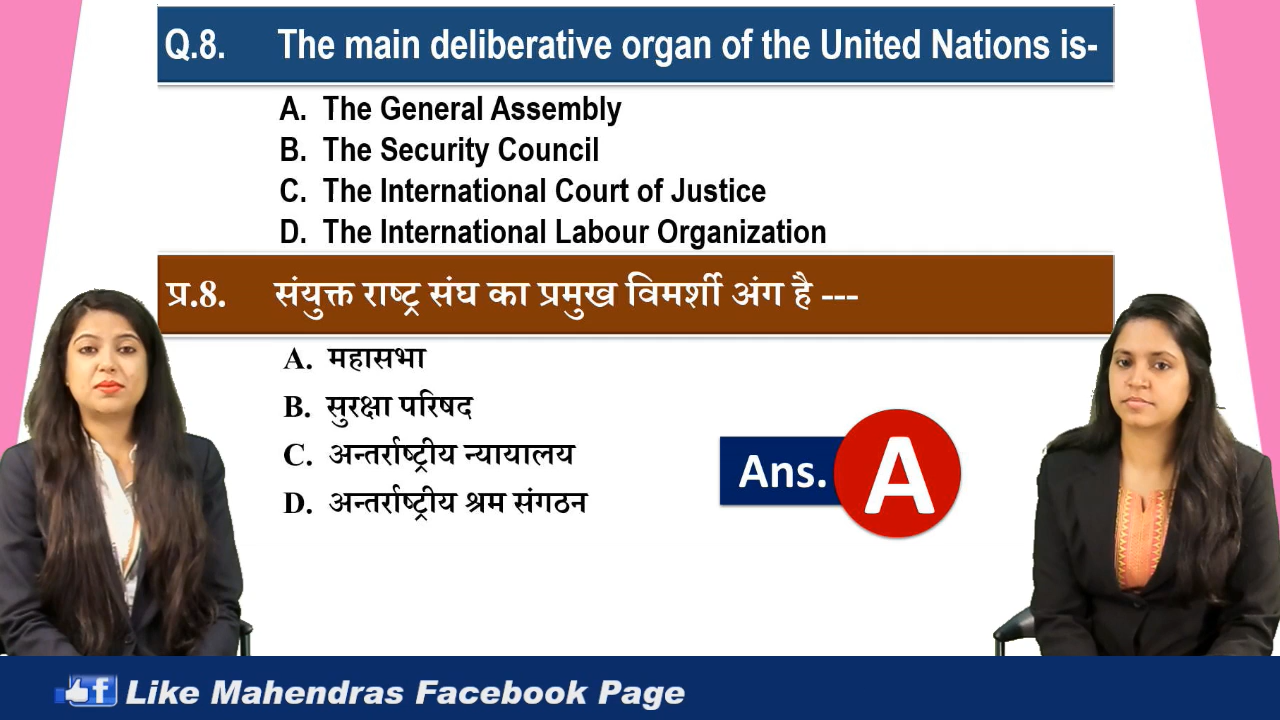 Q.8. The main deliberative organ of the United Nations is-
A. The General Assembly
B. The Security Council
C. The International Court of Justice
D. The International Labour Organization
प्र.8. संयुक्त राष्ट्र संघ का प्रमुख विमर्शी अंग है ---
A. महासभा
B. सुरक्षा परिषद
C. अन्तर्राष्ट्रीय न्यायालय
D. अन्तर्राष्ट्रीय श्रम संगठन
Ans. A
f Like Mahendras Facebook Page